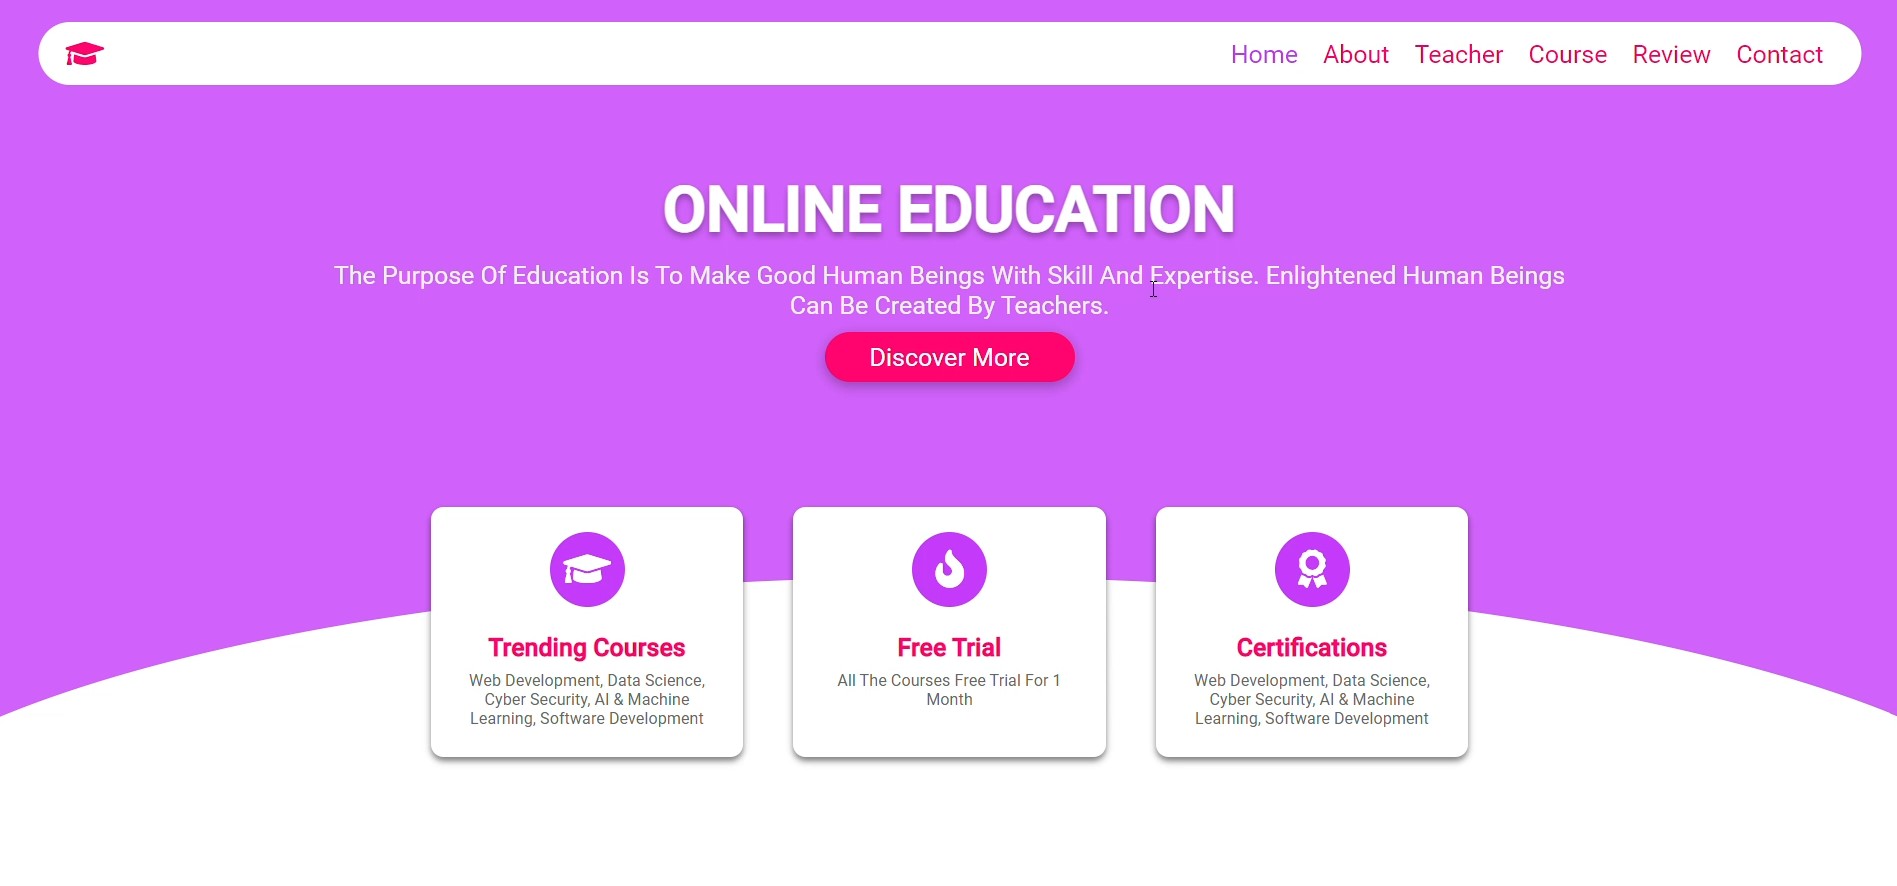 Home About Teacher Course Review Contact
ONLINE EDUCATION
The Purpose Of Education Is To Make Good Human Beings With Skill And Expertise. Enlightened Human Beings
Can Be Created By Teachers.
Discover More
Trending Courses
Web Development, Data Science,
Cyber Security, AI & Machine
Learning, Software Development
Free Trial
All The Courses Free Trial For 1
Month
Certifications
Web Development, Data Science,
Cyber Security, AI & Machine
Learning, Software Development